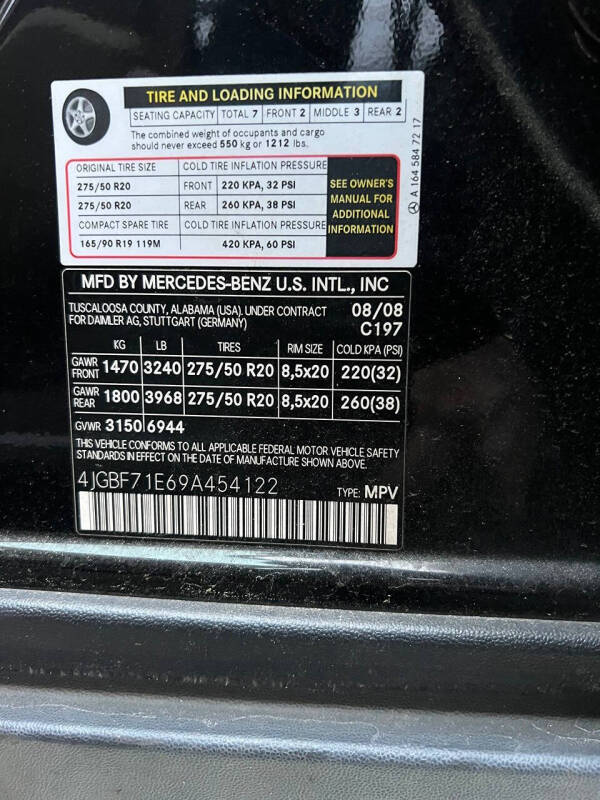 TIRE AND LOADING INFORMATION
SEATING CAPACITY TOTAL 7 FRONT 2 MIDDLE 3 REAR 2
The combined weight of occupants and cargo
should never exceed 550 kg or 1212 lbs.
ORIGINAL TIRE SIZE COLD TIRE INFLATION PRESSURE
275/50 R20 FRONT 220 KPA, 32 PSI
275/50 R20 REAR 260 KPA, 38 PSI
COMPACT SPARE TIRE COLD TIRE INFLATION PRESSURE
165/90 R19 119M 420 KPA, 60 PSI
SEE OWNER'S
MANUAL FOR
ADDITIONAL
INFORMATION
A 164 584 72 17
MFD BY MERCEDES-BENZ U.S. INTL., INC
TUSCALOOSA COUNTY, ALABAMA (USA). UNDER CONTRACT 08/08
FOR DAIMLER AG, STUTTGART (GERMANY) C197
KG LB TIRES RIM SIZE COLD KPA (PSI)
GAWR FRONT 1470 3240 275/50 R20 8,5x20 220(32)
GAWR REAR 1800 3968 275/50 R20 8,5x20 260(38)
GVWR 3150 6944
THIS VEHICLE CONFORMS TO ALL APPLICABLE FEDERAL MOTOR VEHICLE SAFETY
STANDARDS IN EFFECT ON THE DATE OF MANUFACTURE SHOWN ABOVE.
4JGBF71E69A454122
TYPE: MPV